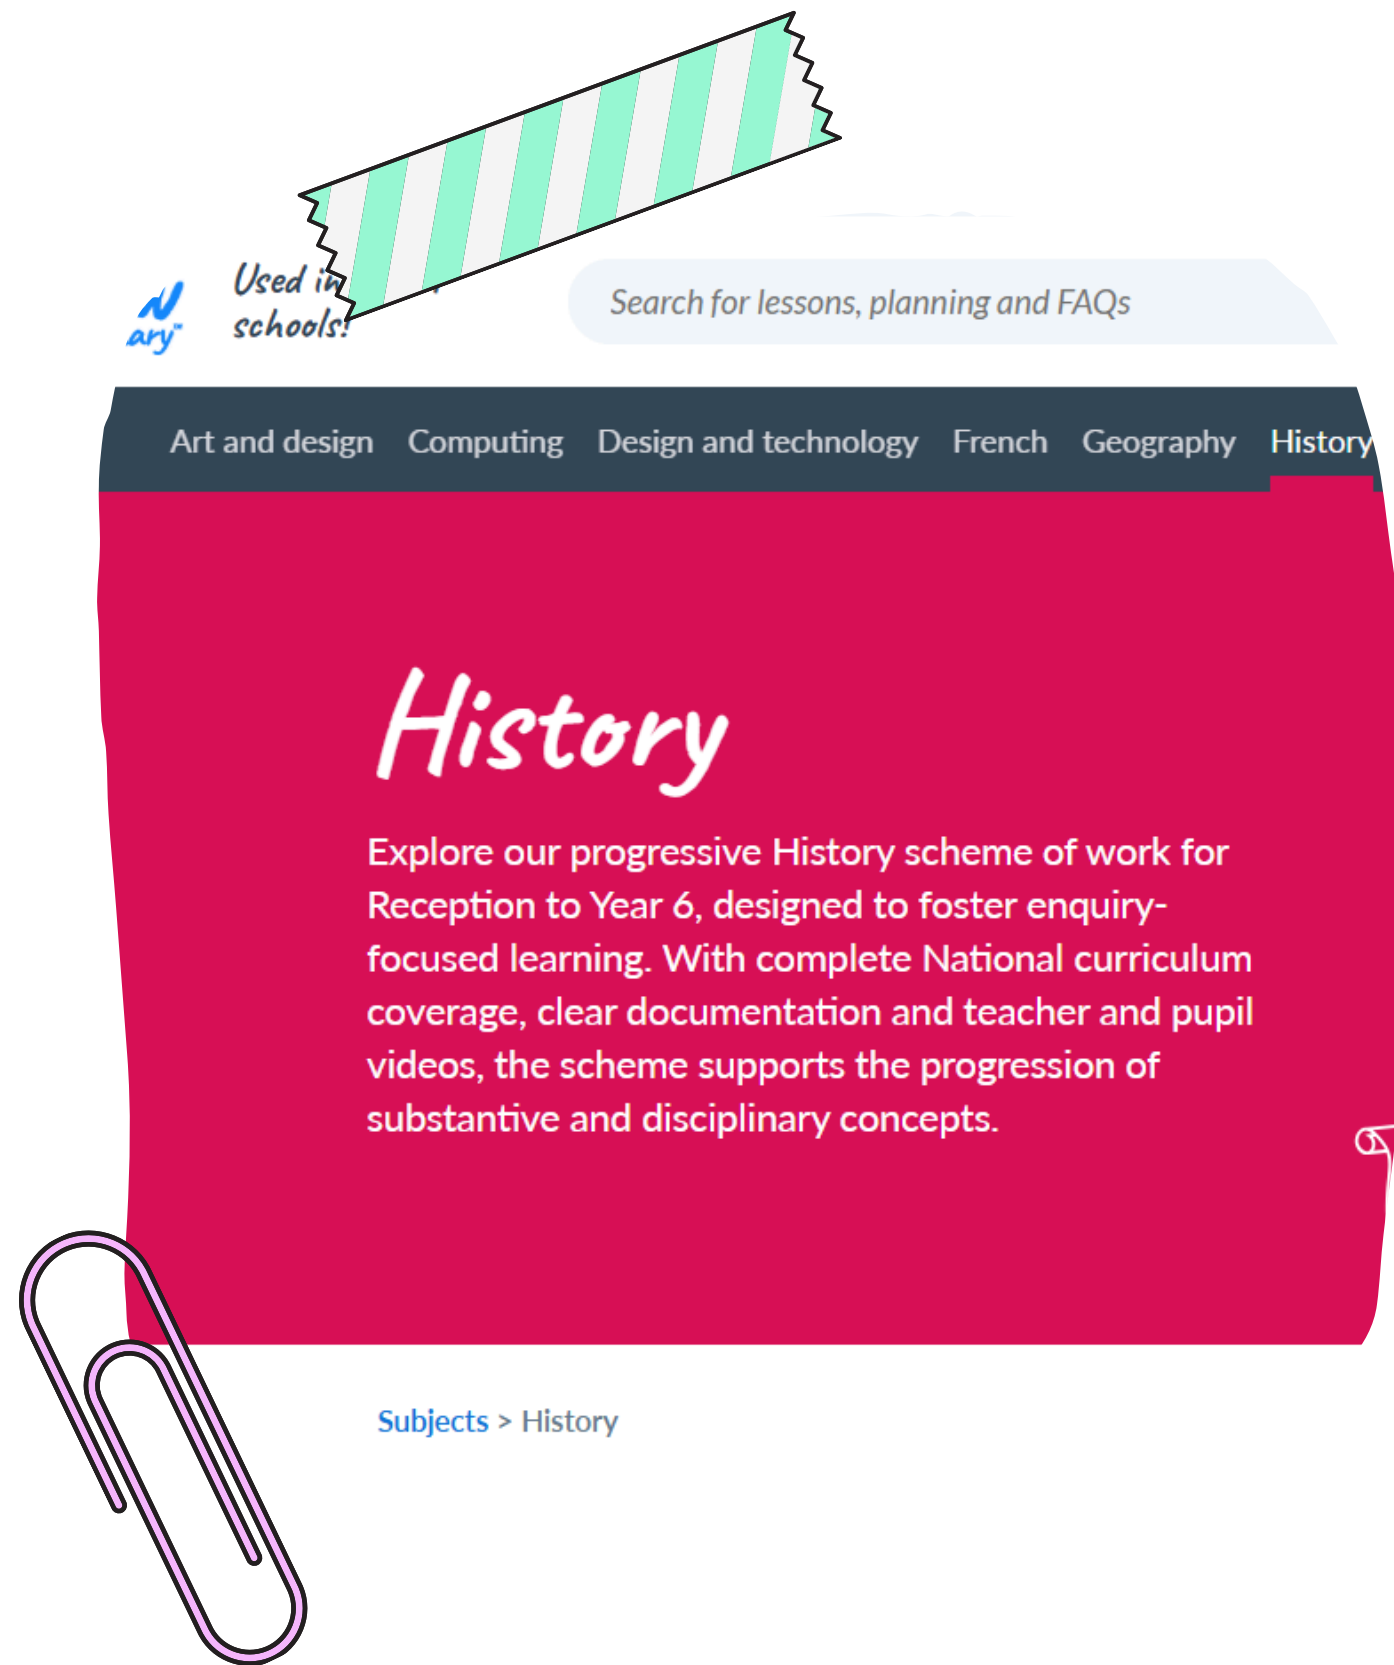 ary™
Used in
schools!
Search for lessons, planning and FAQs
Art and design Computing Design and technology French Geography History
History
Explore our progressive History scheme of work for
Reception to Year 6, designed to foster enquiry-
focused learning. With complete National curriculum
coverage, clear documentation and teacher and pupil
videos, the scheme supports the progression of
substantive and disciplinary concepts.
Subjects > History